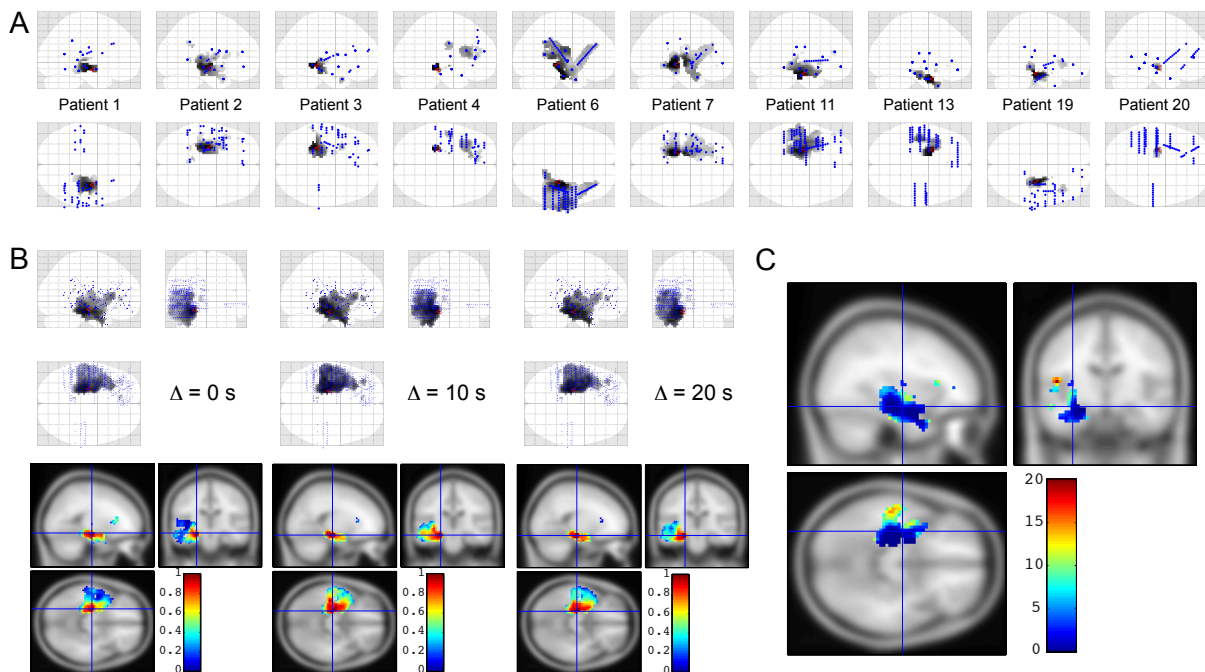 A
Patient 1 Patient 2 Patient 3 Patient 4 Patient 6 Patient 7 Patient 11 Patient 13 Patient 19 Patient 20
B
C
Δ = 0 s Δ = 10 s Δ = 20 s
1 1 1
0.8 0.8 0.8
0.6 0.6 0.6
0.4 0.4 0.4
0.2 0.2 0.2
0 0 0
20
15
10
5
0